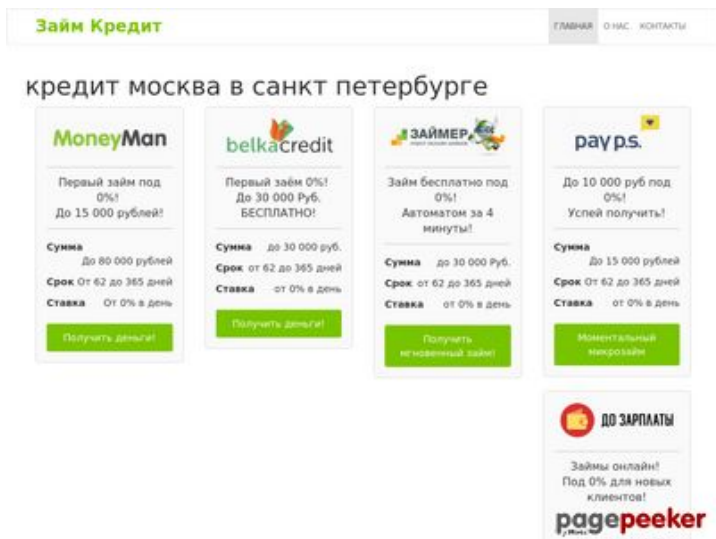 Займ Кредит
ГЛАВНАЯ О НАС. КОНТАКТЫ
кредит москва в санкт петербурге
MoneyMan
Первый займ под
0%!
До 15 000 рублей!
Сумма
До 80 000 рублей
Срок От 62 до 365 дней
Ставка От 0% в день
Получить деньги!
belkacredit
Первый заём 0%!
До 30 000 Руб.
БЕСПЛАТНО!
Сумма до 30 000 руб.
Срок от 62 до 365 дней
Ставка от 0% в день
Получить деньги!
ЗАЙМЕР
Займ бесплатно под
0%!
Автоматом за 4
минуты!
Сумма до 30 000 Руб.
Срок от 62 до 365 дней
Ставка от 0% в день
Получить
мгновенный займ!
pay p.s.
До 10 000 руб под
0%!
Успей получить!
Сумма
До 15 000 рублей
Срок От 62 до 365 дней
Ставка от 0% в день
Моментальный
микрозайм
ДО ЗАРПЛАТЫ
Займы онлайн!
Под 0% для новых
клиентов!
pagepeeker